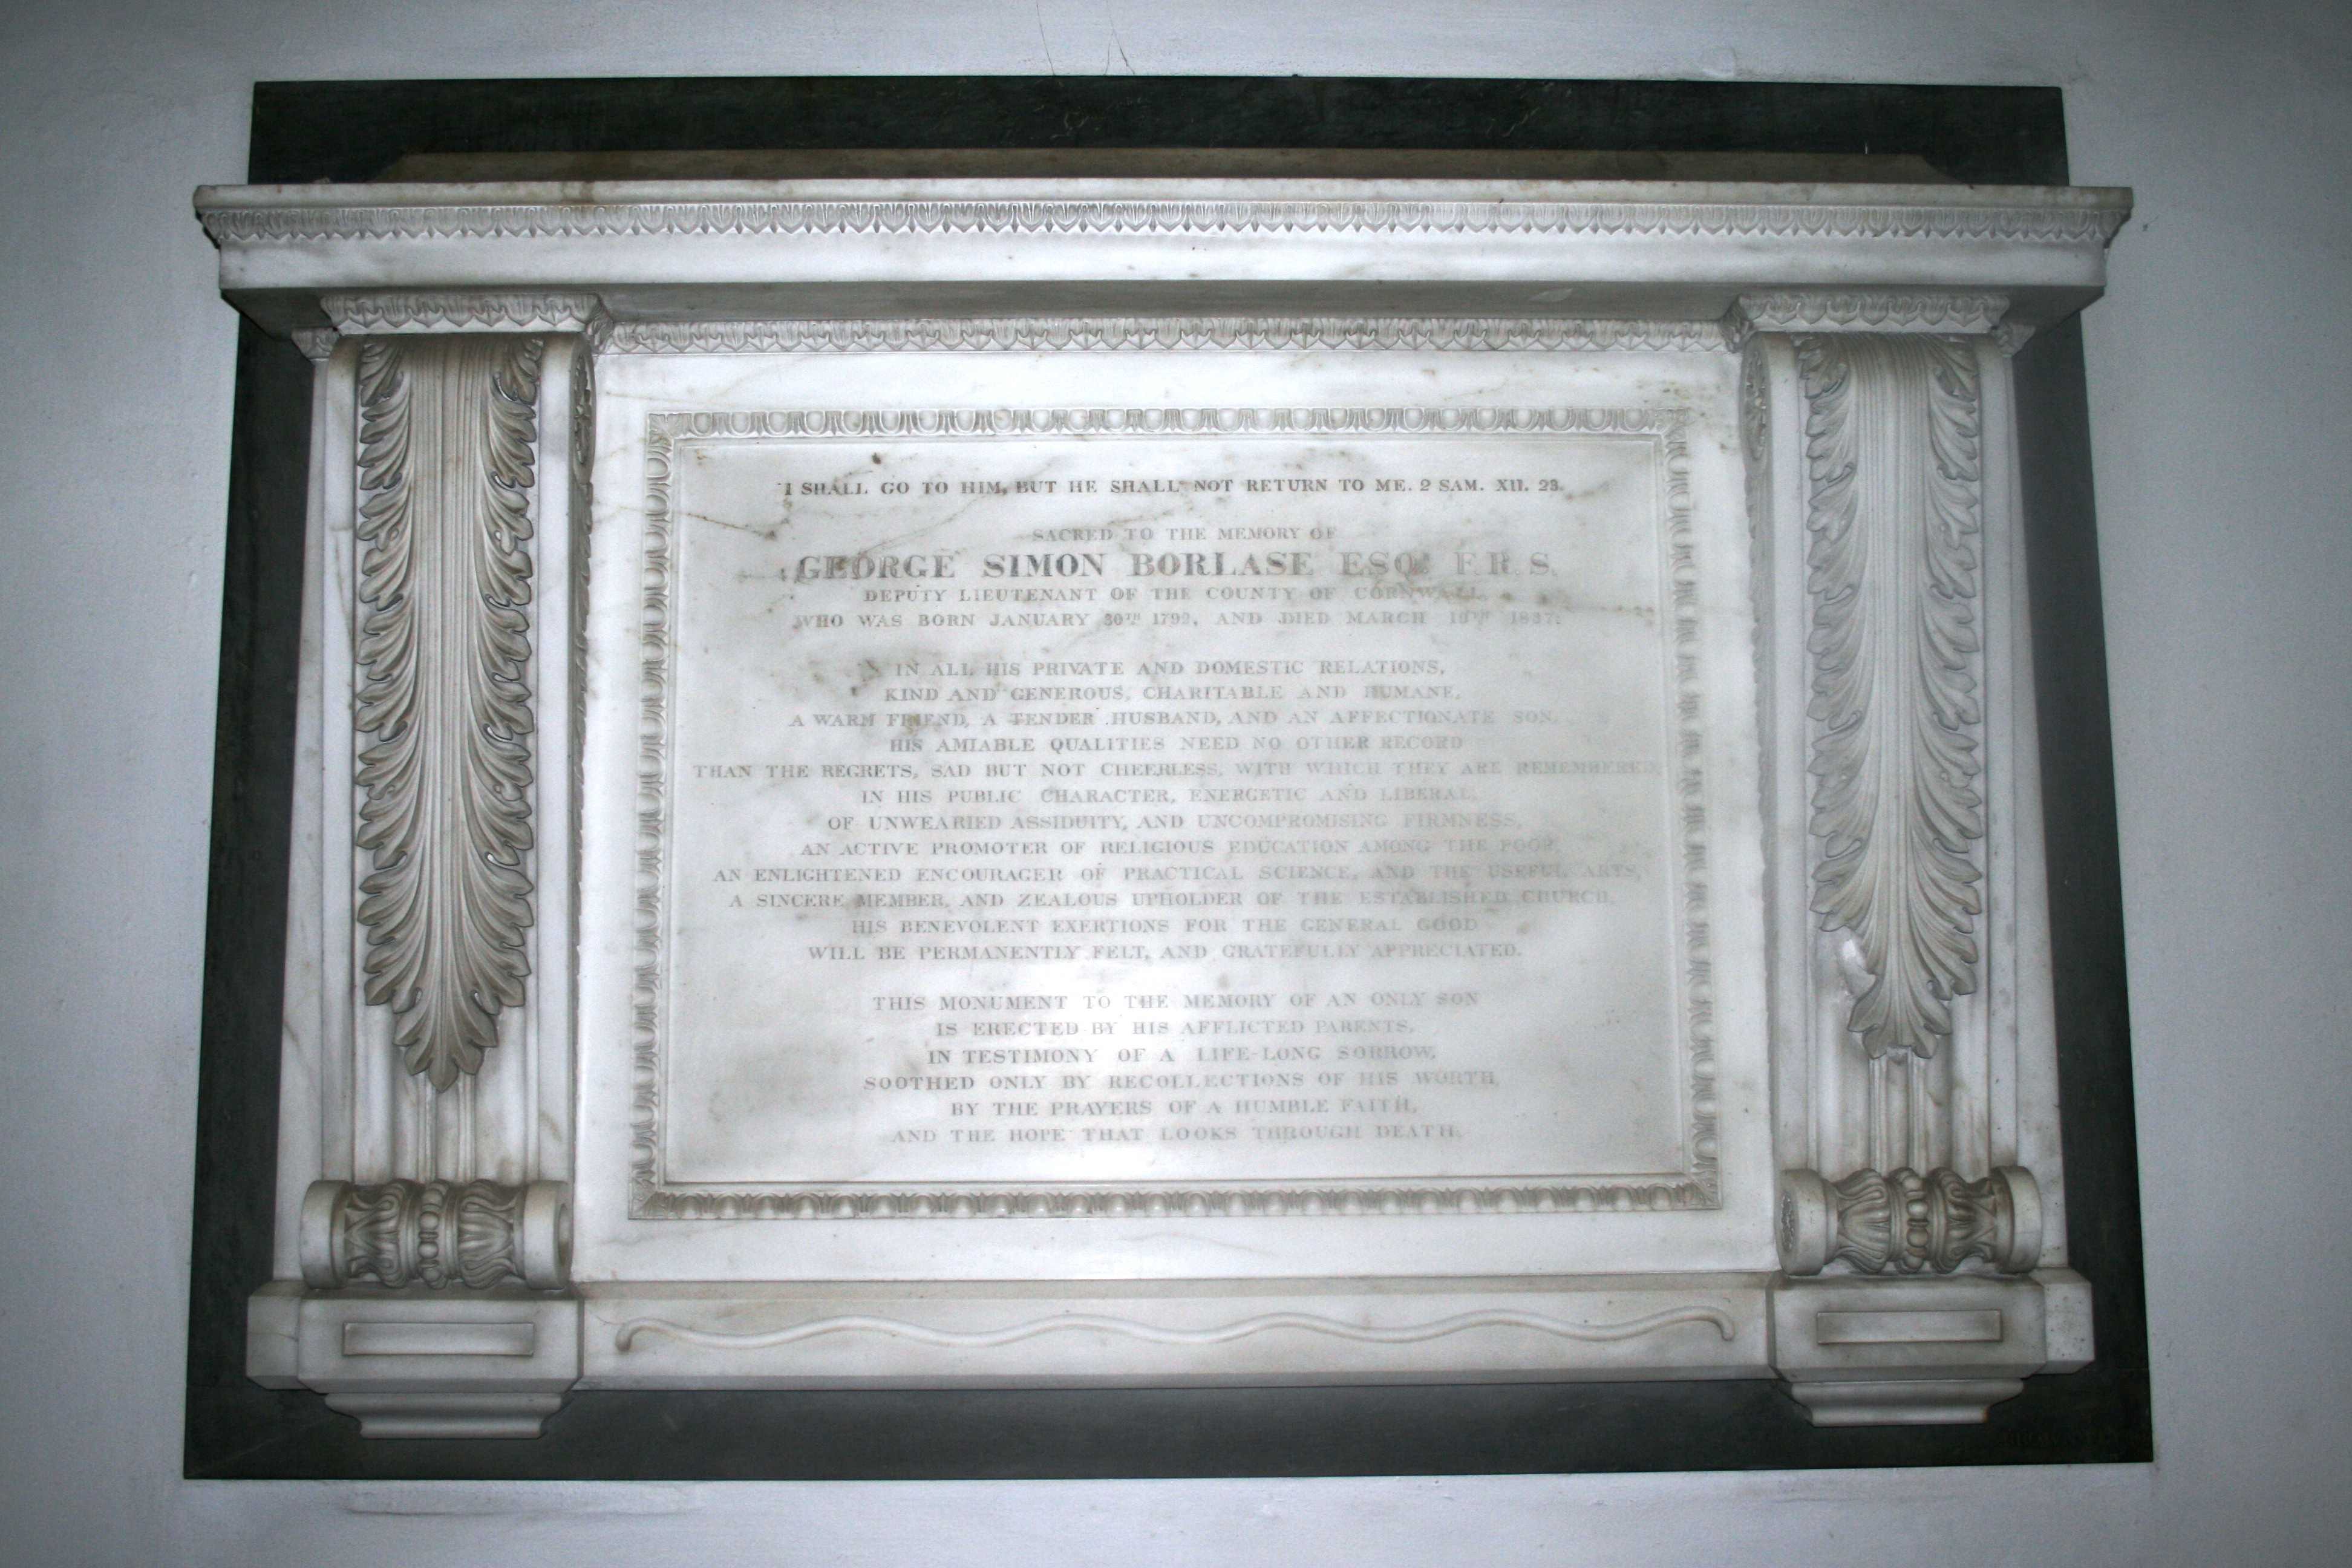 "I SHALL GO TO HIM, BUT HE SHALL NOT RETURN TO ME. 2 SAM. XII. 23.
SACRED TO THE MEMORY OF
GEORGE SIMON BORLASE ESQR. F.R.S.
DEPUTY LIEUTENANT OF THE COUNTY OF CORNWALL,
WHO WAS BORN JANUARY 30TH 1792, AND DIED MARCH 1837.
IN ALL HIS PRIVATE AND DOMESTIC RELATIONS,
KIND AND GENEROUS, CHARITABLE AND HUMANE,
A WARM FRIEND, A TENDER HUSBAND, AND AN AFFECTIONATE SON,
HIS AMIABLE QUALITIES NEED NO OTHER RECORD
THAN THE REGRETS, SAD BUT NOT CHEERLESS, WITH WHICH THEY ARE REMEMBERED.
IN HIS PUBLIC CHARACTER, ENERGETIC AND LIBERAL,
OF UNWEARIED ASSIDUITY, AND UNCOMPROMISING FIRMNESS,
AN ACTIVE PROMOTER OF RELIGIOUS EDUCATION AMONG THE POOR,
AN ENLIGHTENED ENCOURAGER OF PRACTICAL SCIENCE, AND THE USEFUL ARTS,
A SINCERE MEMBER, AND ZEALOUS UPHOLDER OF THE ESTABLISHED CHURCH,
HIS BENEVOLENT EXERTIONS FOR THE GENERAL GOOD
WILL BE PERMANENTLY FELT, AND GRATEFULLY APPRECIATED.
THIS MONUMENT TO THE MEMORY OF AN ONLY SON
IS ERECTED BY HIS AFFLICTED PARENTS,
IN TESTIMONY OF A LIFE-LONG SORROW,
SOOTHED ONLY BY RECOLLECTIONS OF HIS WORTH,
BY THE PRAYERS OF A HUMBLE FAITH,
AND THE HOPE THAT LOOKS THROUGH DEATH.